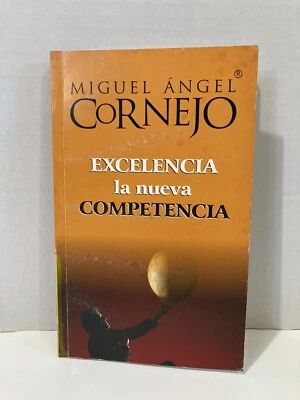 MIGUEL ÁNGEL
CORNEJO®
EXCELENCIA
la nueva
COMPETENCIA